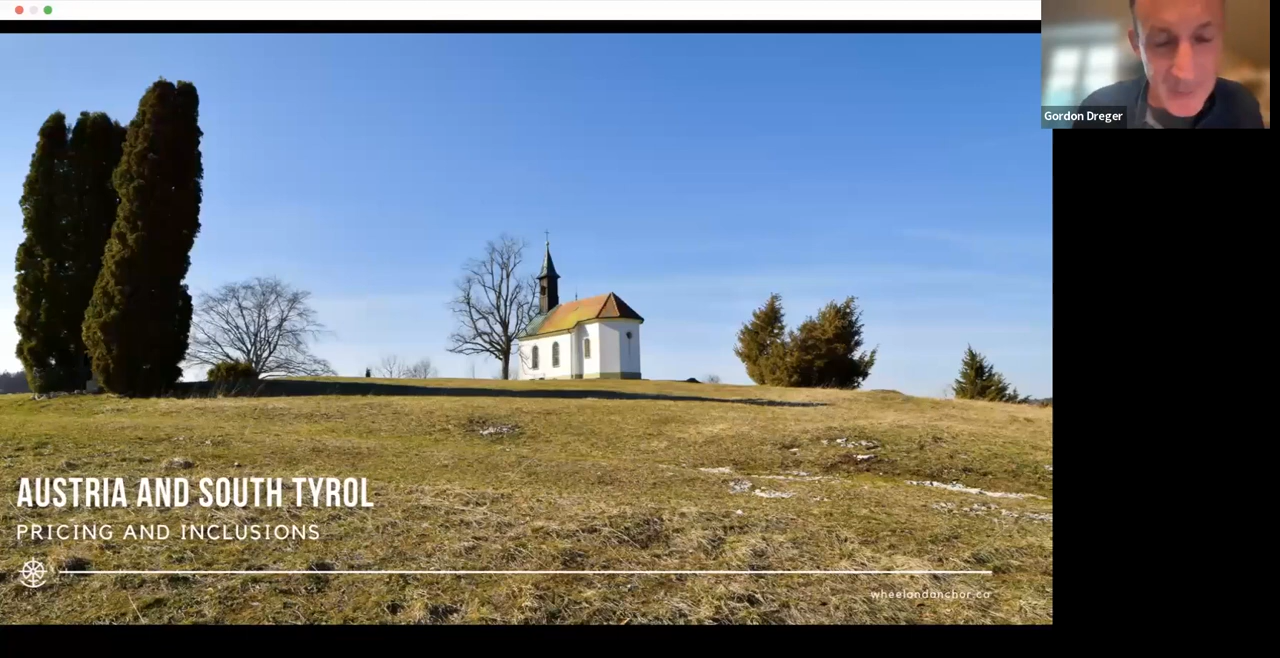 Gordon Dreger
AUSTRIA AND SOUTH TYROL
PRICING AND INCLUSIONS
wheelandanchor.ca